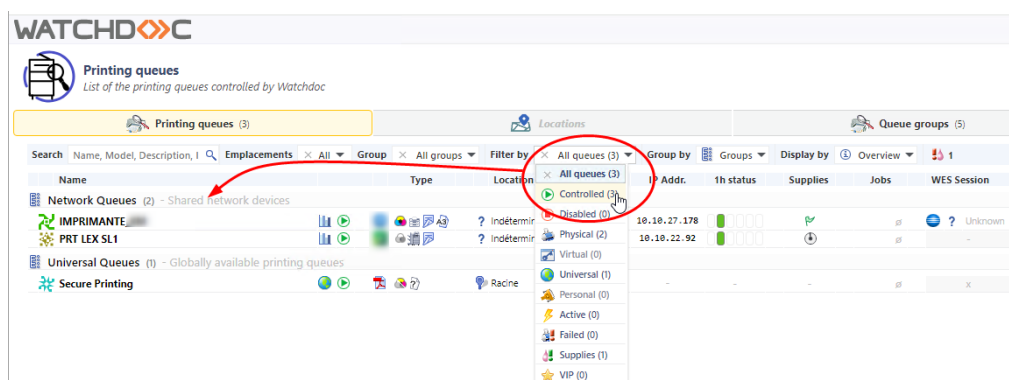 WATCHDOC
Printing queues
List of the printing queues controlled by Watchdoc
Printing queues (3)
Locations
Queue groups (5)
Search Name, Model, Description, I Emplacements × All Group × All groups Filter by × All queues (3) Group by Groups Display by Overview 1
Name Type Location IP Addr. 1h status Supplies Jobs WES Session
× All queues (3)
Controlled (3)
Disabled (0)
Physical (2)
Virtual (0)
Universal (1)
Personal (0)
Active (0)
Failed (0)
Supplies (1)
VIP (0)
Network Queues (2) - Shared network devices
IMPRIMANTE_ A3 ? Indétermin 10.10.27.178 ø ? Unknown
PRT LEX SL1 ? Indétermin 10.10.22.92 ø -
Universal Queues (1) - Globally available printing queues
Secure Printing Racine - - - ø x